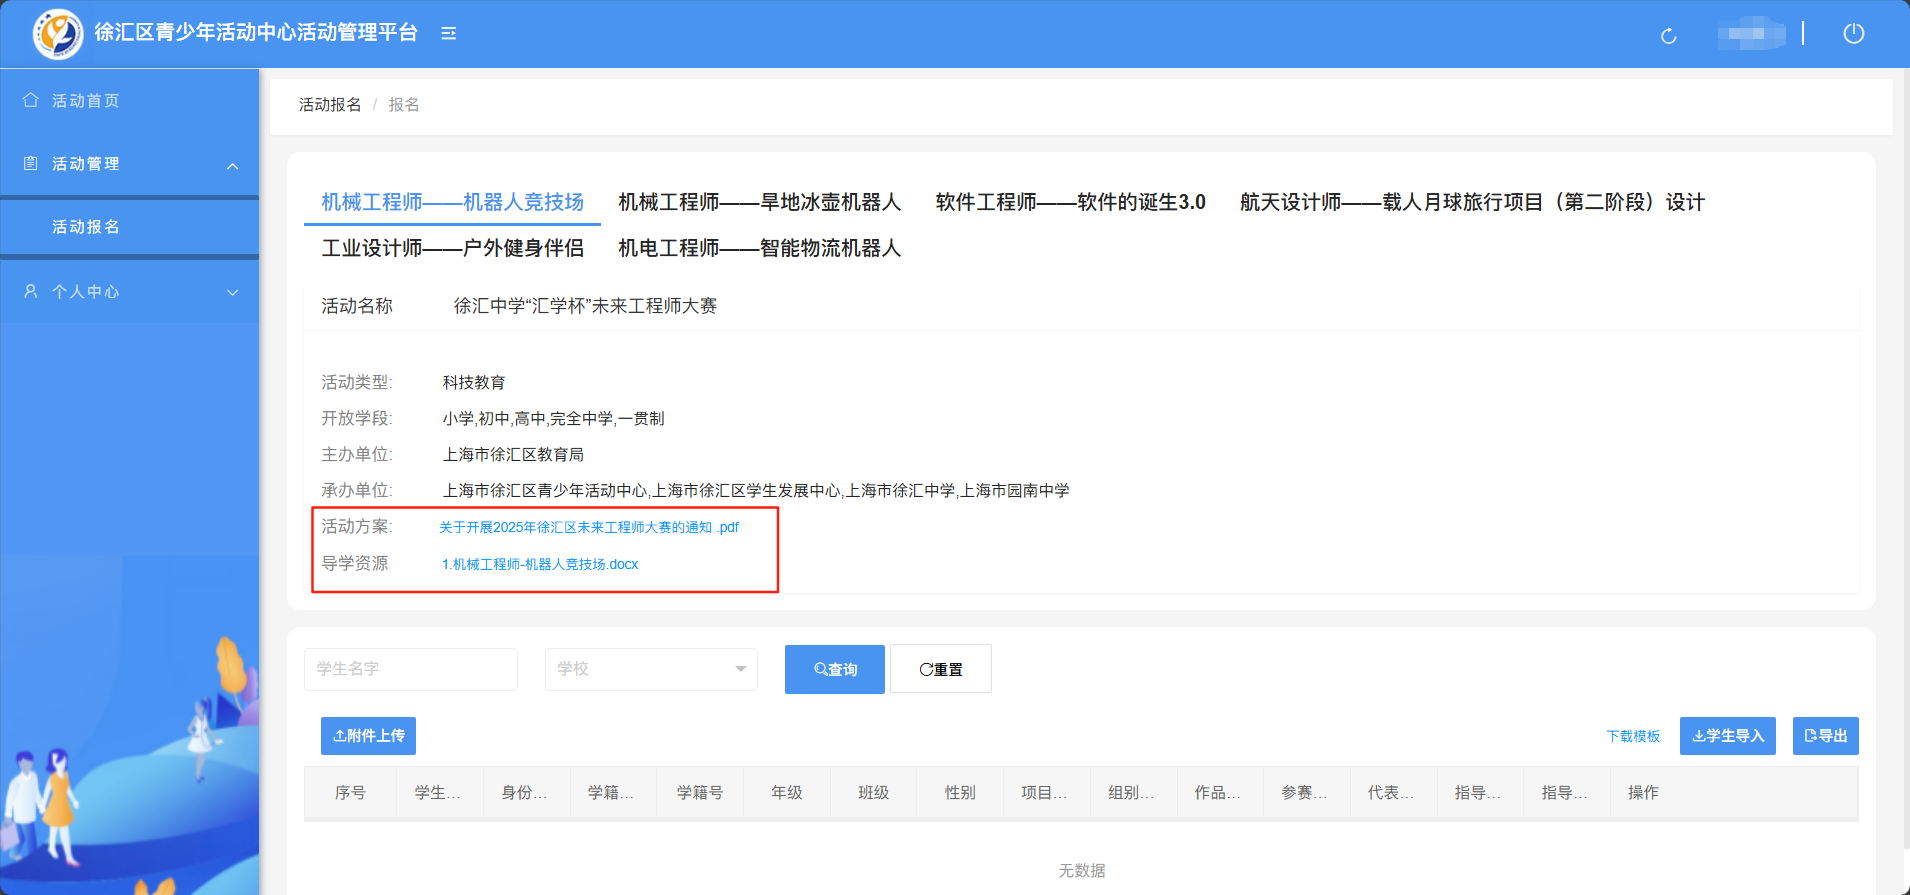 徐汇区青少年活动中心活动管理平台
活动首页
活动管理
活动报名
个人中心
活动报名 / 报名
机械工程师——机器人竞技场 机械工程师——旱地冰壶机器人 软件工程师——软件的诞生3.0 航天设计师——载人月球旅行项目（第二阶段）设计
工业设计师——户外健身伴侣 机电工程师——智能物流机器人
活动名称 徐汇中学“汇学杯”未来工程师大赛
活动类型: 科技教育
开放学段: 小学,初中,高中,完全中学,一贯制
主办单位: 上海市徐汇区教育局
承办单位: 上海市徐汇区青少年活动中心,上海市徐汇区学生发展中心,上海市徐汇中学,上海市园南中学
活动方案: 关于开展2025年徐汇区未来工程师大赛的通知 .pdf
导学资源 1.机械工程师-机器人竞技场.docx
学生名字 学校 查询 重置
附件上传 下载模板 学生导入 导出
序号 学生... 身份... 学籍... 学籍号 年级 班级 性别 项目... 组别... 作品... 参赛... 代表... 指导... 指导... 操作
无数据